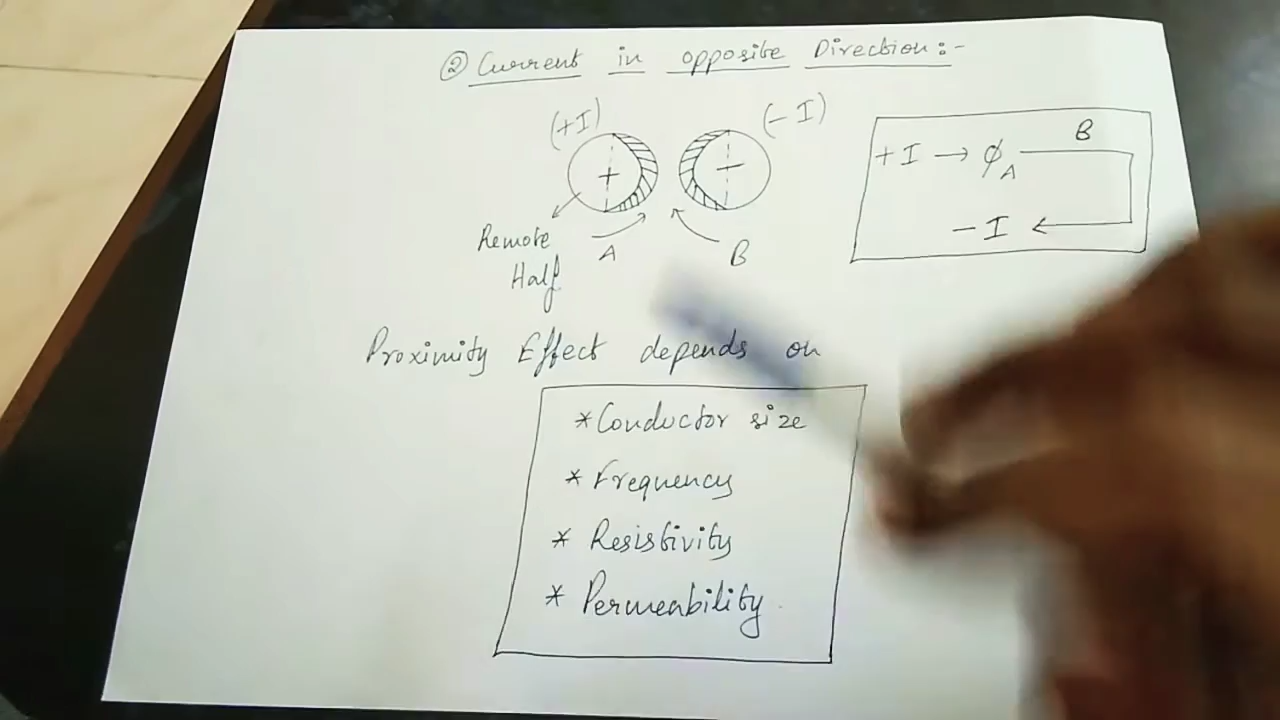 ② Current in opposite Direction:-
(+I) (- I)
+I → ϕA B
- I ←
Remote
Half
A B
Proximity Effect depends on
* Conductor size
* Frequency
* Resistivity
* Permeability